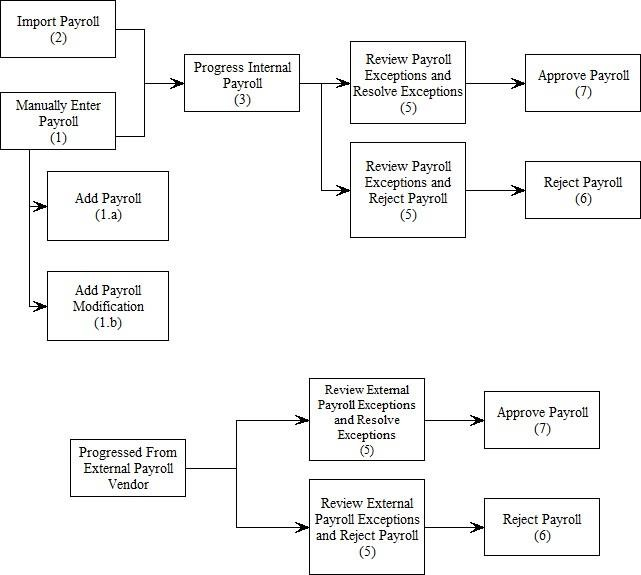 Import Payroll
(2)
Manually Enter
Payroll
(1)
Add Payroll
(1.a)
Add Payroll
Modification
(1.b)
Progress Internal
Payroll
(3)
Review Payroll
Exceptions and
Resolve Exceptions
(5)
Approve Payroll
(7)
Review Payroll
Exceptions and
Reject Payroll
(5)
Reject Payroll
(6)
Progressed From
External Payroll
Vendor
Review External
Payroll Exceptions
and Resolve
Exceptions
(5)
Approve Payroll
(7)
Review External
Payroll Exceptions
and Reject Payroll
(5)
Reject Payroll
(6)